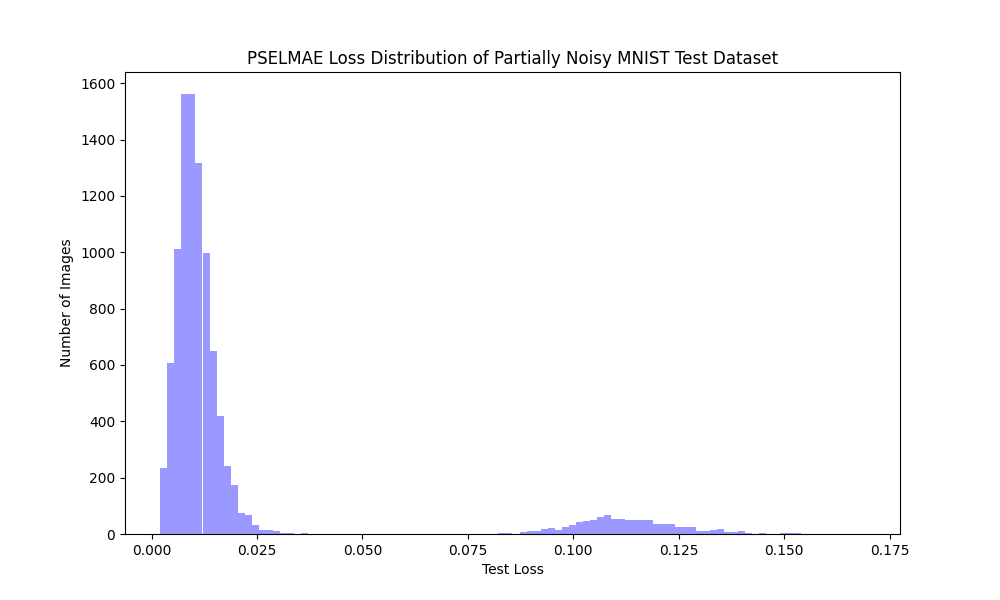 PSELMAE Loss Distribution of Partially Noisy MNIST Test Dataset
1600
1400
1200
1000
800
600
400
200
0
Number of Images
0.000 0.025 0.050 0.075 0.100 0.125 0.150 0.175
Test Loss